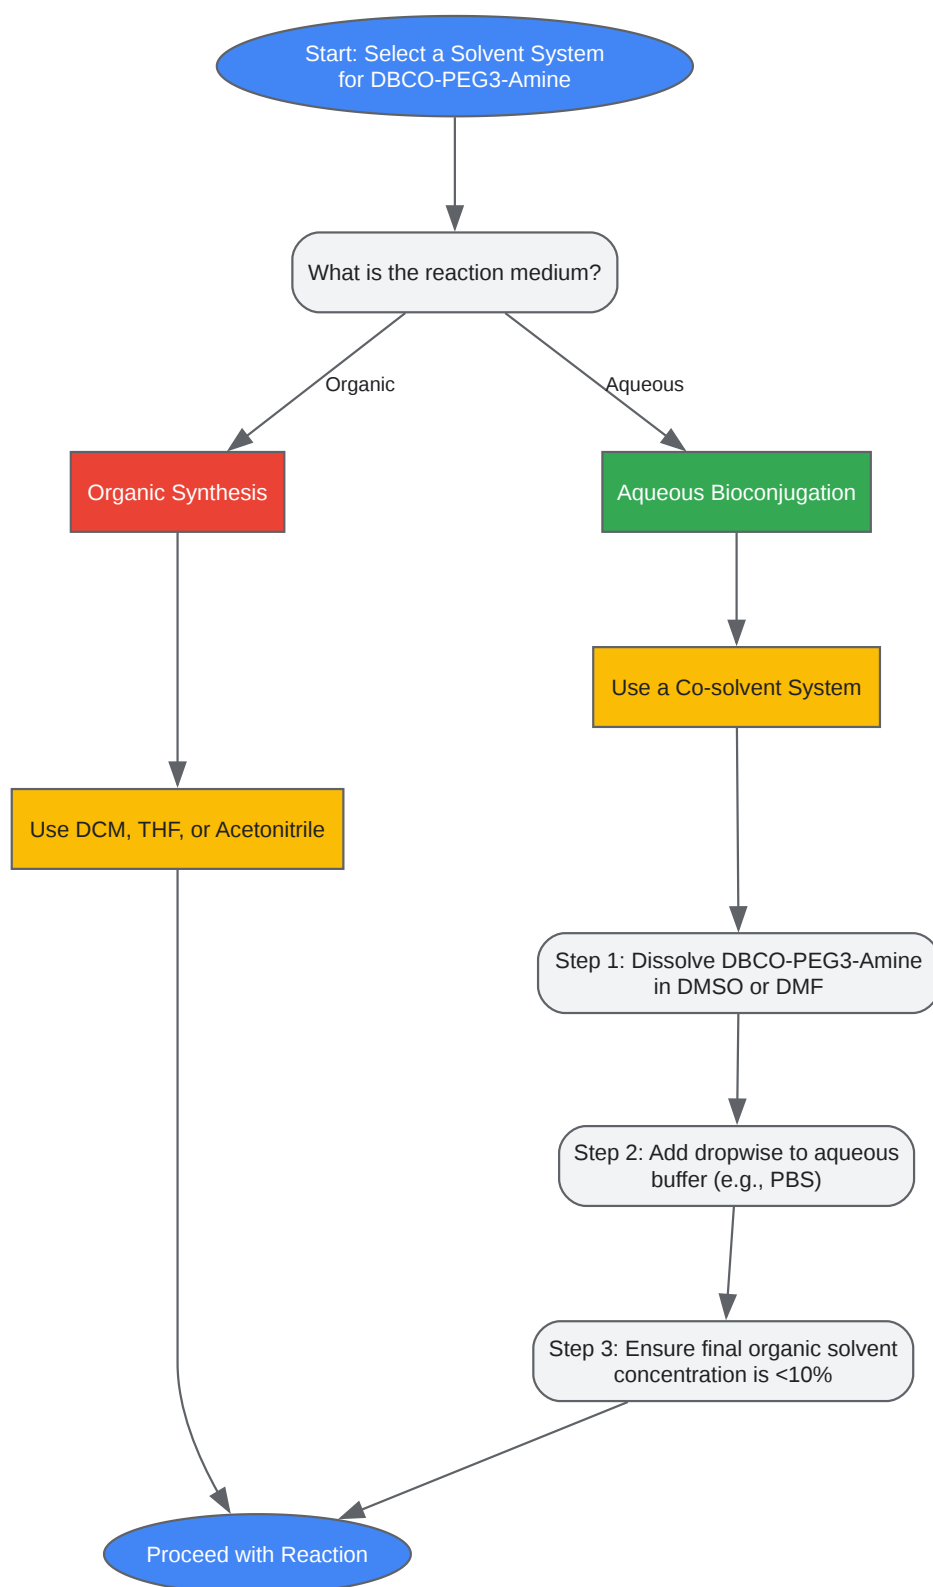 Start: Select a Solvent System
for DBCO-PEG3-Amine
What is the reaction medium?
Organic
Aqueous
Organic Synthesis
Aqueous Bioconjugation
Use a Co-solvent System
Use DCM, THF, or Acetonitrile
Step 1: Dissolve DBCO-PEG3-Amine
in DMSO or DMF
Step 2: Add dropwise to aqueous
buffer (e.g., PBS)
Step 3: Ensure final organic solvent
concentration is <10%
Proceed with Reaction